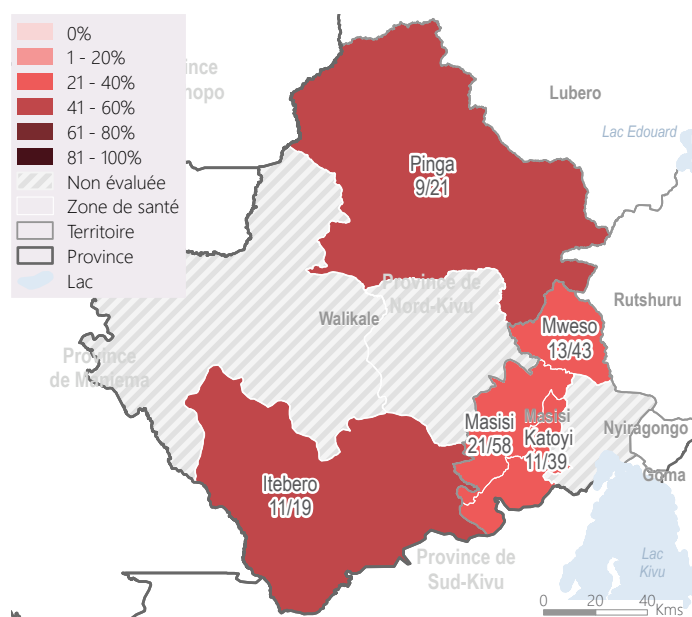 0%
1 - 20%
21 - 40%
41 - 60%
61 - 80%
81 - 100%
Non évaluée
Zone de santé
Territoire
Province
Lac
ince
opo
Lubero
Lac Edouard
Pinga
9/21
Province de
Nord-Kivu
Rutshuru
Walikale
Mweso
13/43
Province
de Maniema
Masisi
Masisi
21/58
Katoyi
11/39
Nyiragongo
Goma
Itebero
11/19
Province de
Sud-Kivu
Lac
Kivu
0 20 40
Kms